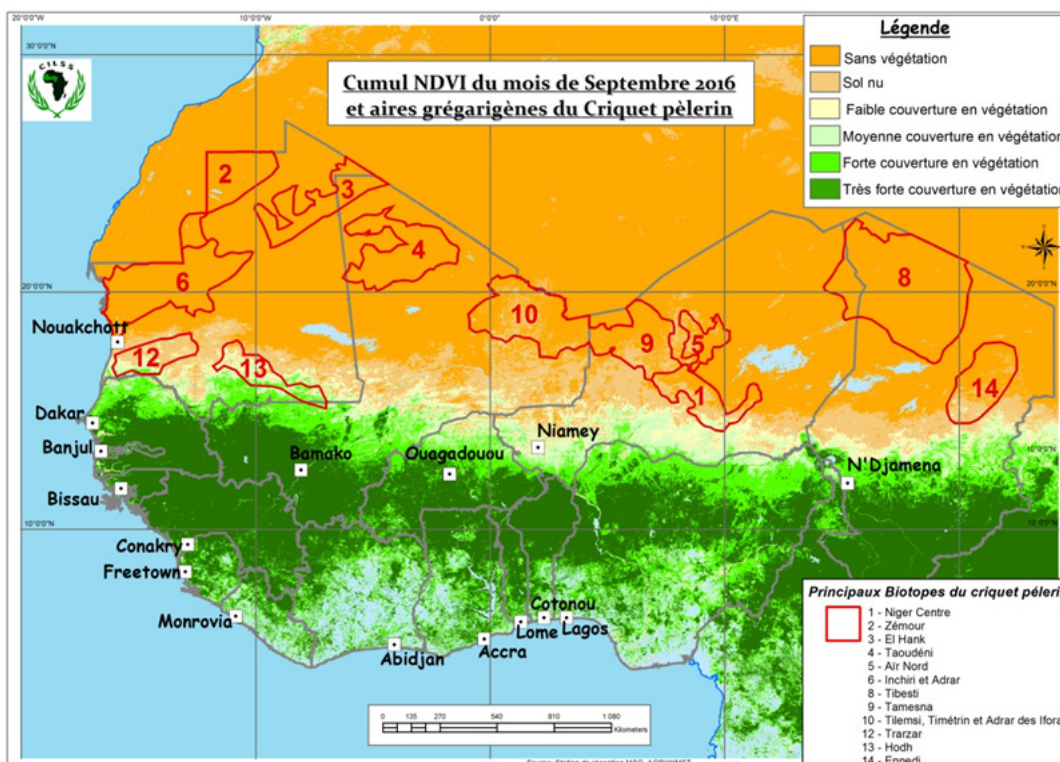 20°0'0"W
10°0'0"W
0°0'0"
10°0'0"E
30°0'0"N
CILSS
Cumul NDVI du mois de Septembre 2016
et aires grégarigènes du Criquet pèlerin
Légende
Sans végétation
Sol nu
Faible couverture en végétation
Moyenne couverture en végétation
Forte couverture en végétation
Très forte couverture en végétation
2
3
4
6
8
20°0'0"N
20°0'0"N
10
9
5
Nouakchott
12
13
1
14
Dakar
Banjul
Niamey
Bamako
Ouagadouou
N'Djamena
Bissau
10°0'0"N
Conakry
Freetown
Monrovia
Cotonou
Lome
Lagos
Accra
Abidjan
0 135 270 540 810 1 080
Kilometers
Principaux Biotopes du criquet péleri
1 - Niger Centre
2 - Zémour
3 - El Hank
4 - Taoudéni
5 - Aïr Nord
6 - Inchiri et Adrar
8 - Tibesti
9 - Tamesna
10 - Tilemsi, Timétrin et Adrar des Ifora
12 - Trarzar
13 - Hodh
14 - Ennedi